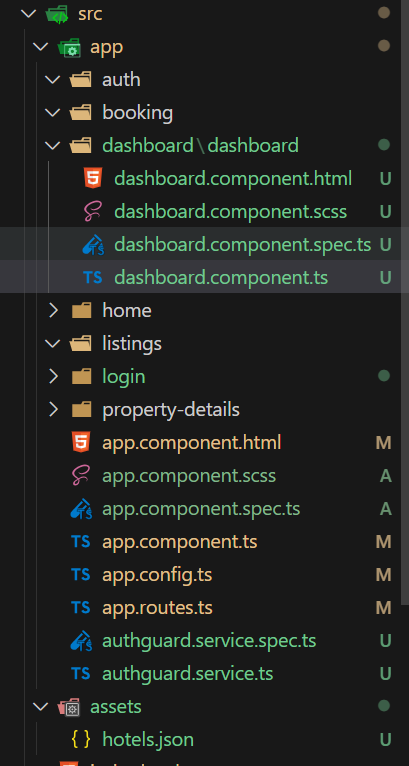 src
app
auth
booking
dashboard\dashboard
dashboard.component.html U
dashboard.component.scss U
dashboard.component.spec.ts U
TS dashboard.component.ts U
home
listings
login
property-details
app.component.html M
app.component.scss A
app.component.spec.ts A
TS app.component.ts M
TS app.config.ts M
TS app.routes.ts M
authguard.service.spec.ts U
TS authguard.service.ts U
assets
{} hotels.json U